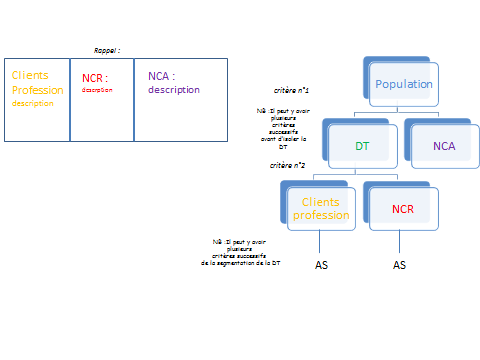 Rappel :
Clients
Profession
description
NCR :
description
NCA :
description
critère n°1
Population
NB :Il peut y avoir
plusieurs
critères
successifs
avant d'isoler la
DT
DT
NCA
critère n°2
Clients
profession
NCR
NB :Il peut y avoir
plusieurs
critères successifs
de la segmentation de la DT
AS
AS